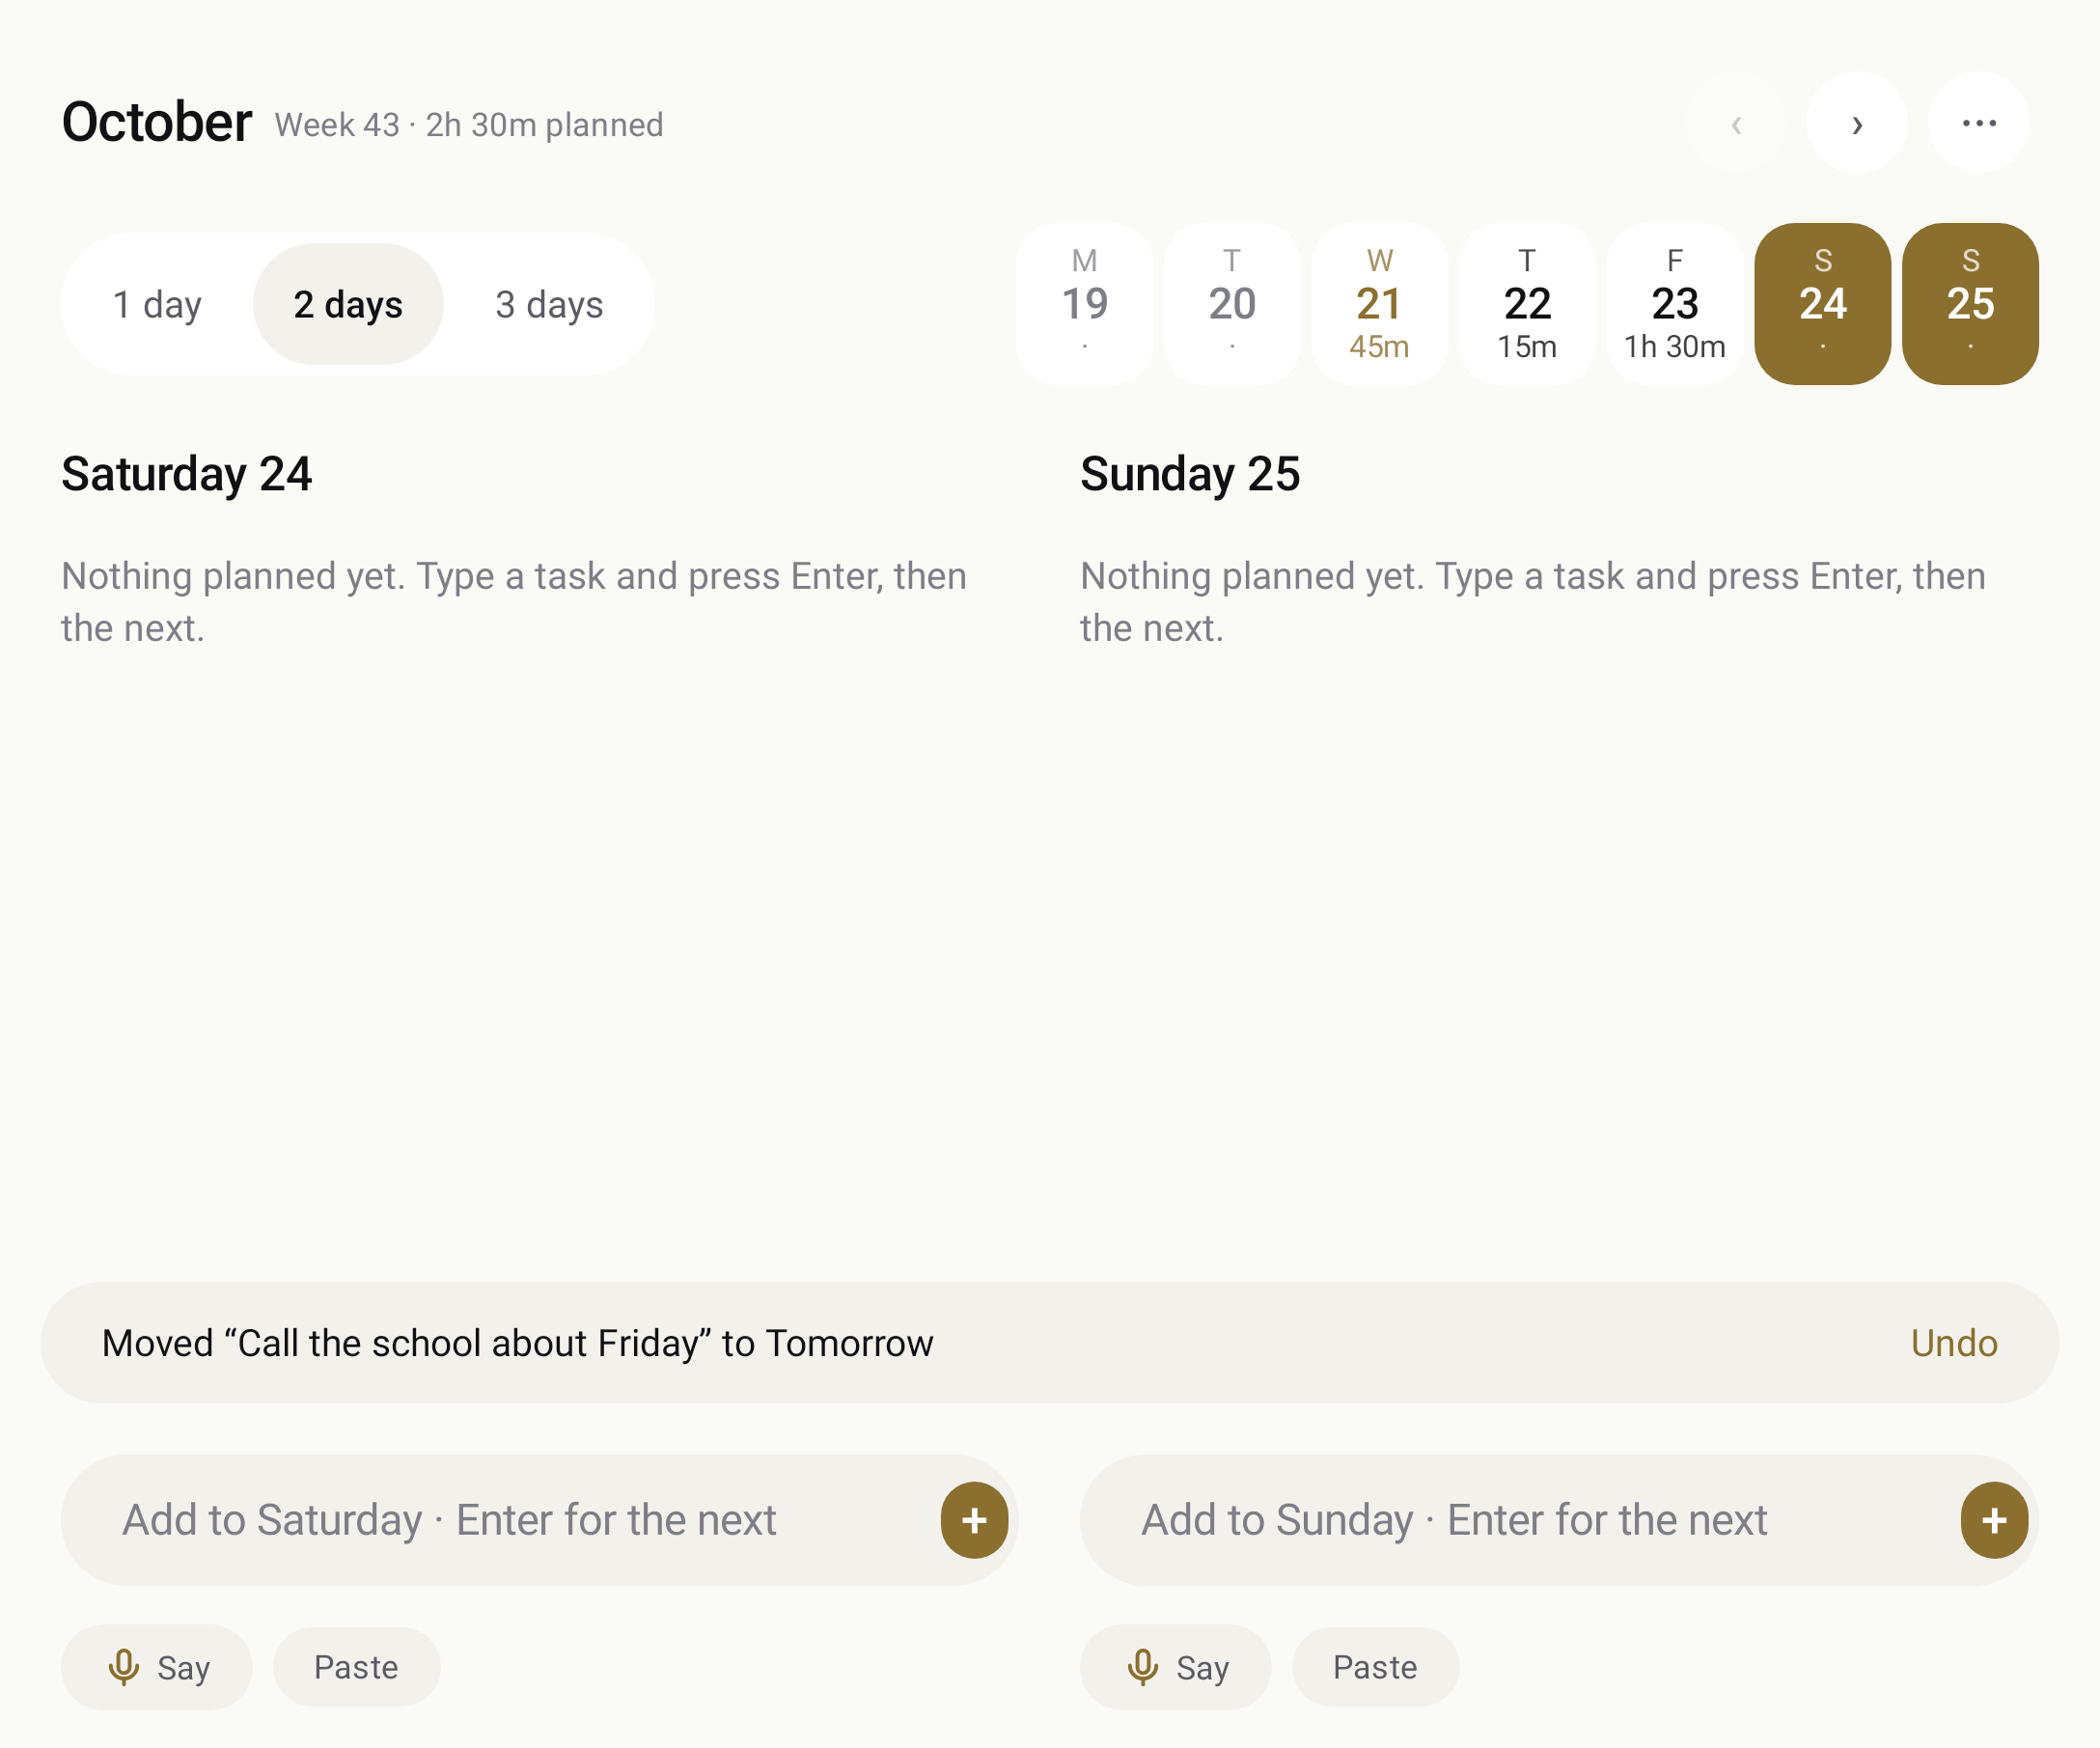 October Week 43 · 2h 30m planned
‹ › ···
1 day 2 days 3 days
M T W T F S S
19 20 21 22 23 24 25
· · 45m 15m 1h 30m · ·
Saturday 24
Nothing planned yet. Type a task and press Enter, then
the next.
Sunday 25
Nothing planned yet. Type a task and press Enter, then
the next.
Moved “Call the school about Friday” to Tomorrow Undo
Add to Saturday · Enter for the next +
Say Paste
Add to Sunday · Enter for the next +
Say Paste